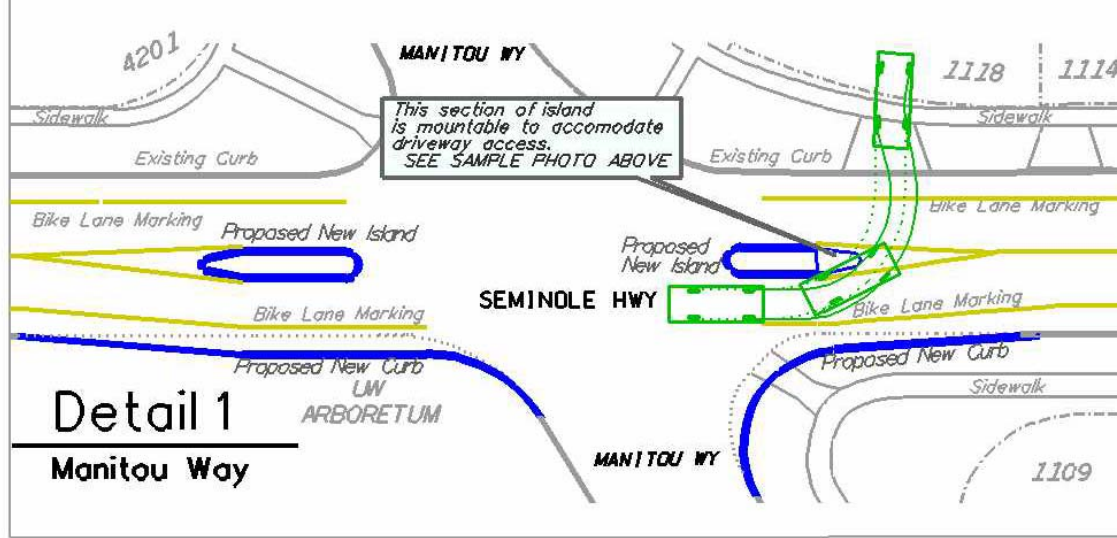 4201
MANITOU WY
1118
1114
This section of island
is mountable to accomodate
driveway access.
SEE SAMPLE PHOTO ABOVE
Sidewalk
Sidewalk
Existing Curb
Existing Curb
Bike Lane Marking
Bike Lane Marking
Proposed New Island
Proposed
New Island
SEMINOLE HWY
Bike Lane Marking
Bike Lane Marking
Proposed New Curb
Proposed New Curb
UW
ARBORETUM
Sidewalk
Detail 1
Manitou Way
MANITOU WY
1109